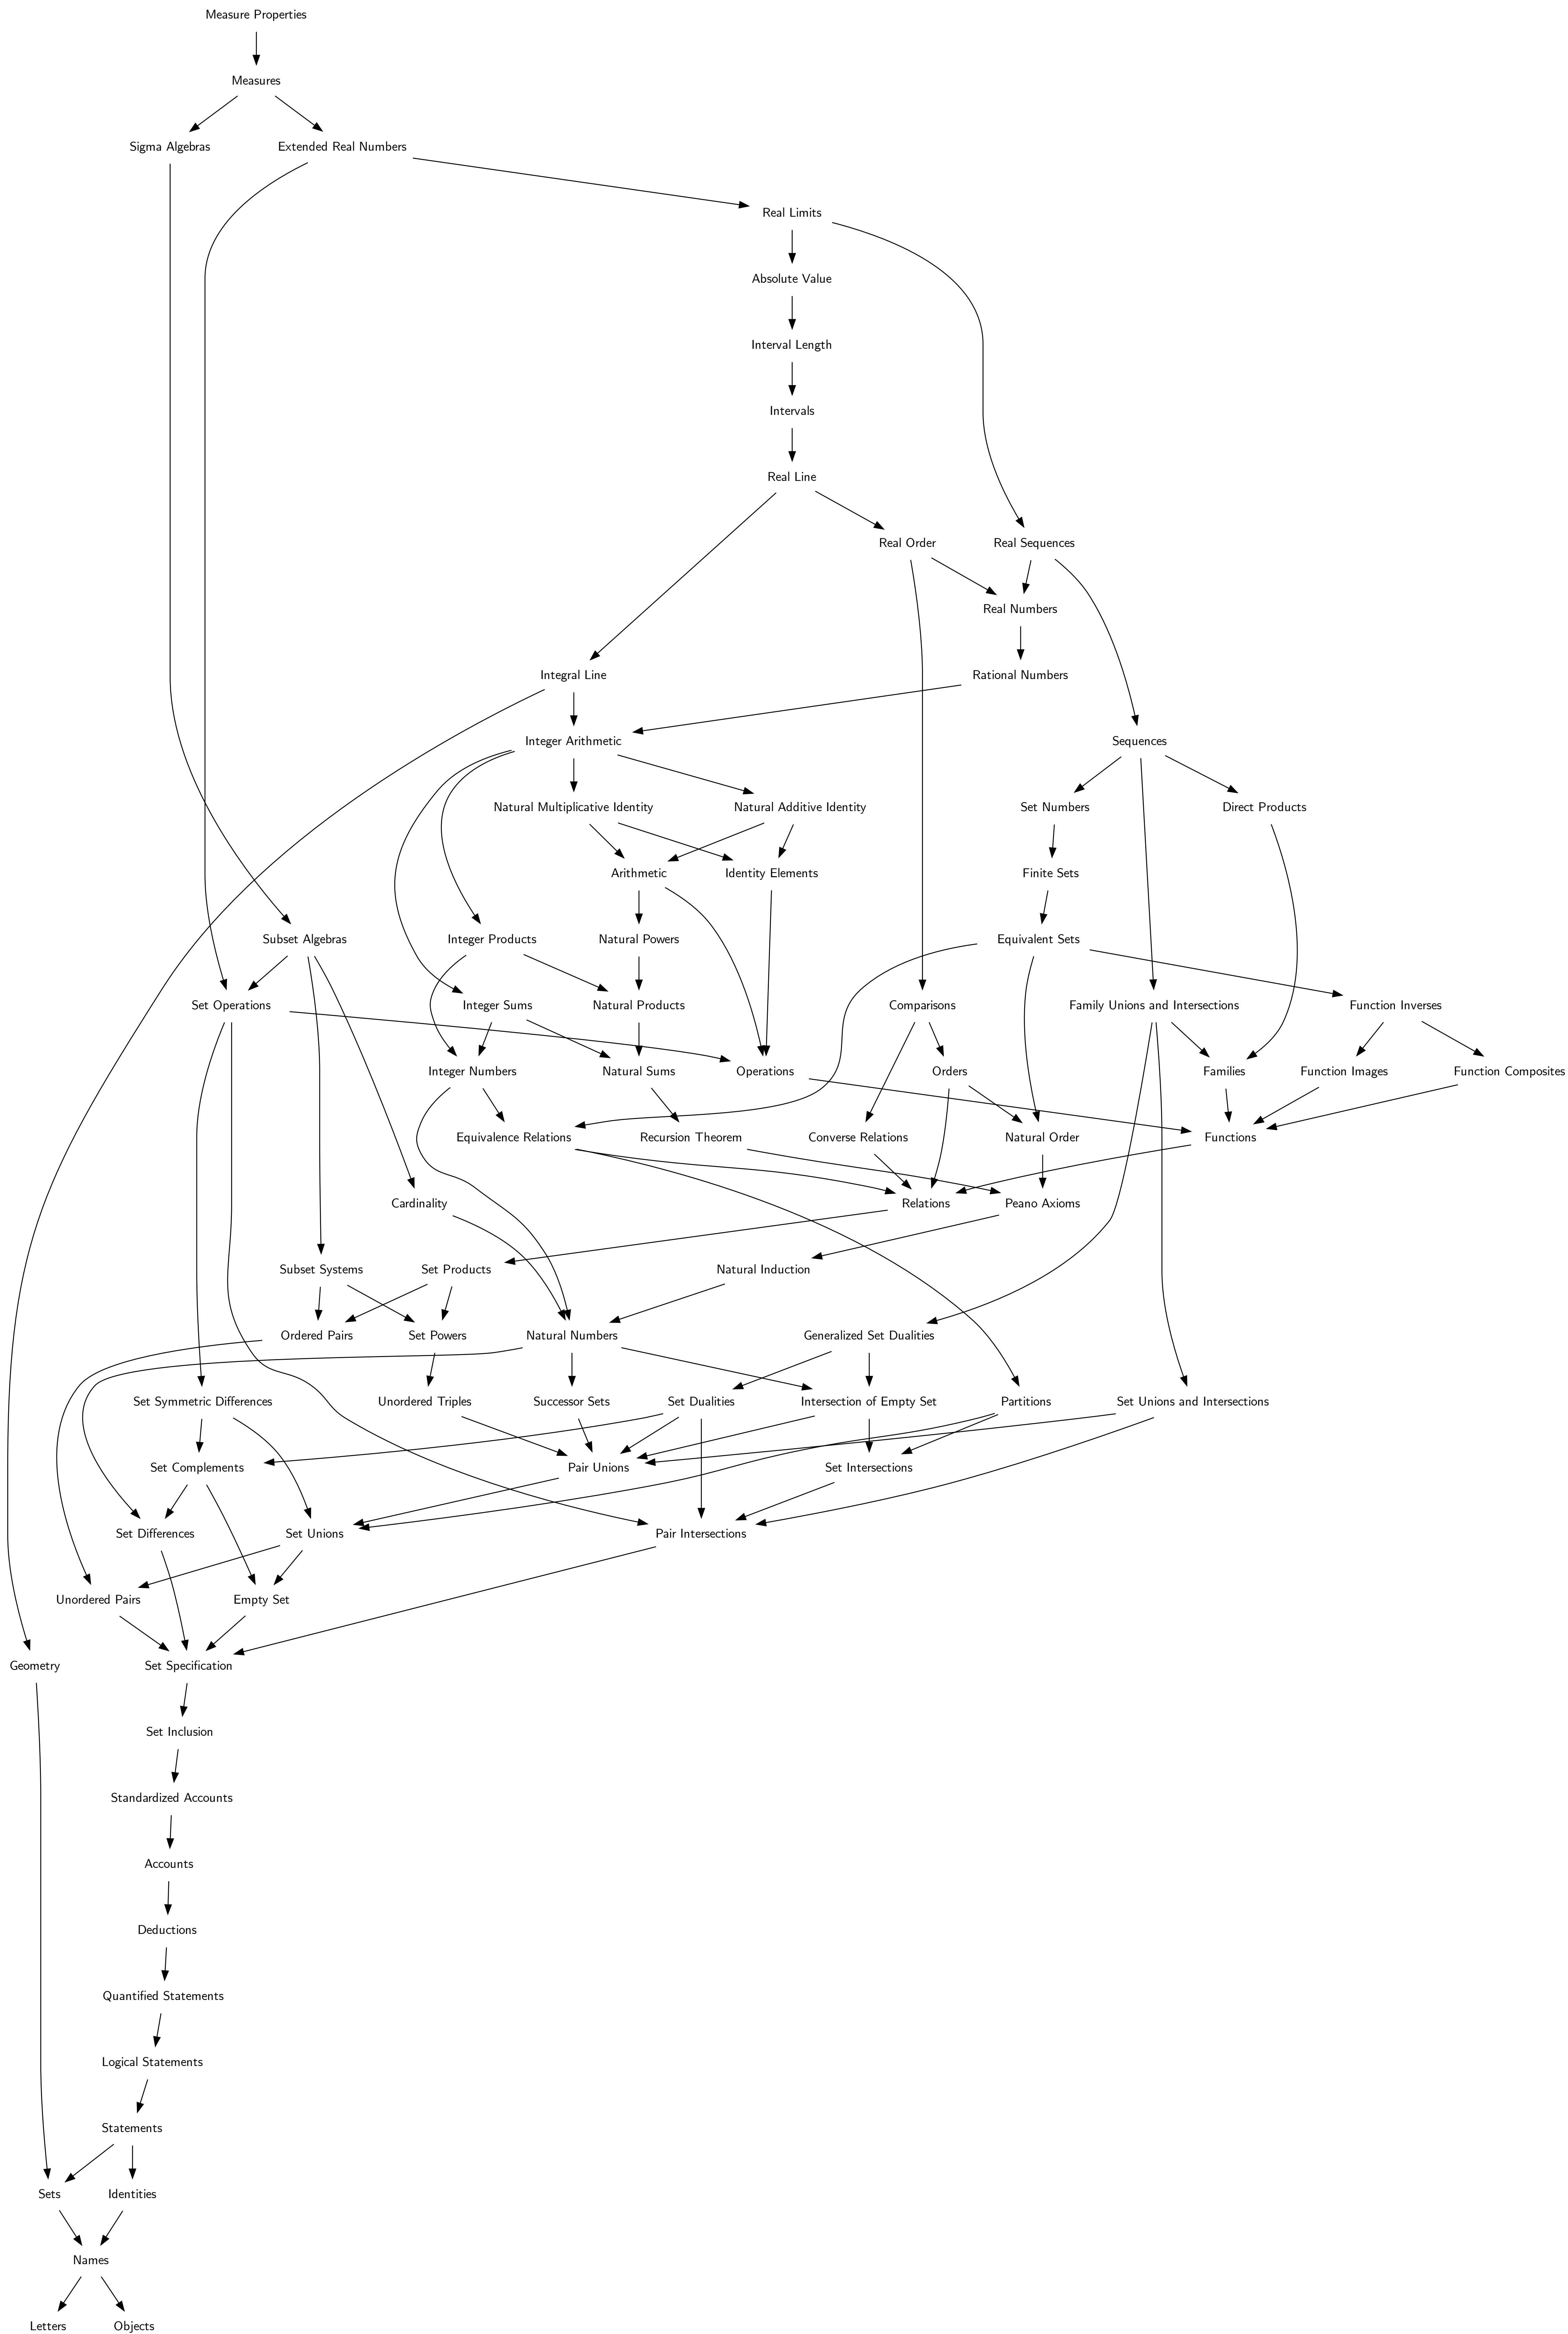 Measure Properties
Measures
Sigma Algebras
Extended Real Numbers
Real Limits
Absolute Value
Interval Length
Intervals
Real Line
Real Order
Real Sequences
Real Numbers
Integral Line
Rational Numbers
Integer Arithmetic
Sequences
Natural Multiplicative Identity
Natural Additive Identity
Set Numbers
Direct Products
Arithmetic
Identity Elements
Finite Sets
Subset Algebras
Integer Products
Natural Powers
Equivalent Sets
Set Operations
Integer Sums
Natural Products
Comparisons
Family Unions and Intersections
Function Inverses
Integer Numbers
Natural Sums
Operations
Orders
Families
Function Images
Function Composites
Equivalence Relations
Recursion Theorem
Converse Relations
Natural Order
Functions
Cardinality
Relations
Peano Axioms
Subset Systems
Set Products
Natural Induction
Ordered Pairs
Set Powers
Natural Numbers
Generalized Set Dualities
Set Symmetric Differences
Unordered Triples
Successor Sets
Set Dualities
Intersection of Empty Set
Partitions
Set Unions and Intersections
Set Complements
Pair Unions
Set Intersections
Set Differences
Set Unions
Pair Intersections
Unordered Pairs
Empty Set
Geometry
Set Specification
Set Inclusion
Standardized Accounts
Accounts
Deductions
Quantified Statements
Logical Statements
Statements
Sets
Identities
Names
Letters
Objects